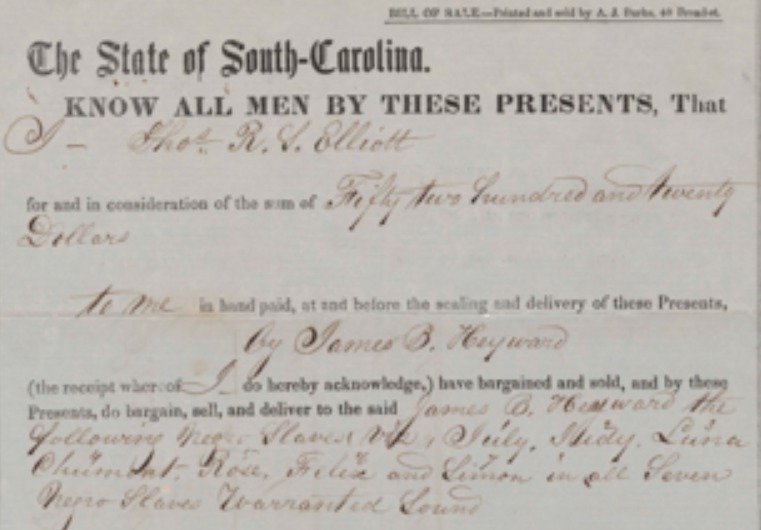 BILL OF SALE.—Printed and sold by A. J. Burke, 40 Broad-st.
The State of South-Carolina.
KNOW ALL MEN BY THESE PRESENTS, That
I — Thos. R. S. Elliott
for and in consideration of the sum of Fifty two hundred and twenty
Dollars
to me in hand paid, at and before the sealing and delivery of these Presents,
by James B. Heyward
(the receipt whereof I do hereby acknowledge,) have bargained and sold, and by these
Presents, do bargain, sell, and deliver to the said James B. Heyward the
following Negro Slaves viz, July, Luna
Rose, Felix and Simon in all Seven
Negro Slaves Warranted Sound